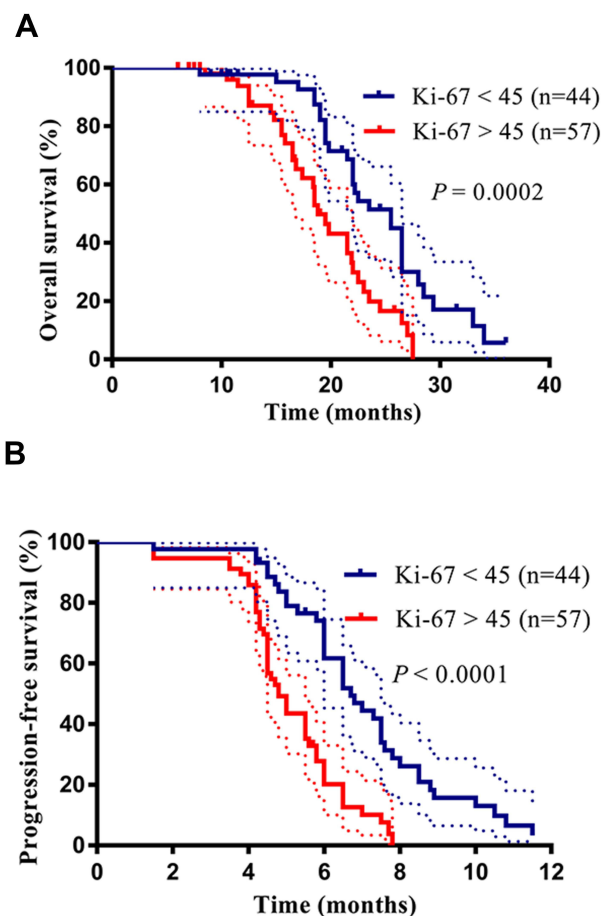 A
Overall survival (%)
100
80
60
40
20
0
Ki-67 < 45 (n=44)
Ki-67 > 45 (n=57)
P = 0.0002
0 10 20 30 40
Time (months)
B
Progression-free survival (%)
100
80
60
40
20
0
Ki-67 < 45 (n=44)
Ki-67 > 45 (n=57)
P < 0.0001
0 2 4 6 8 10 12
Time (months)